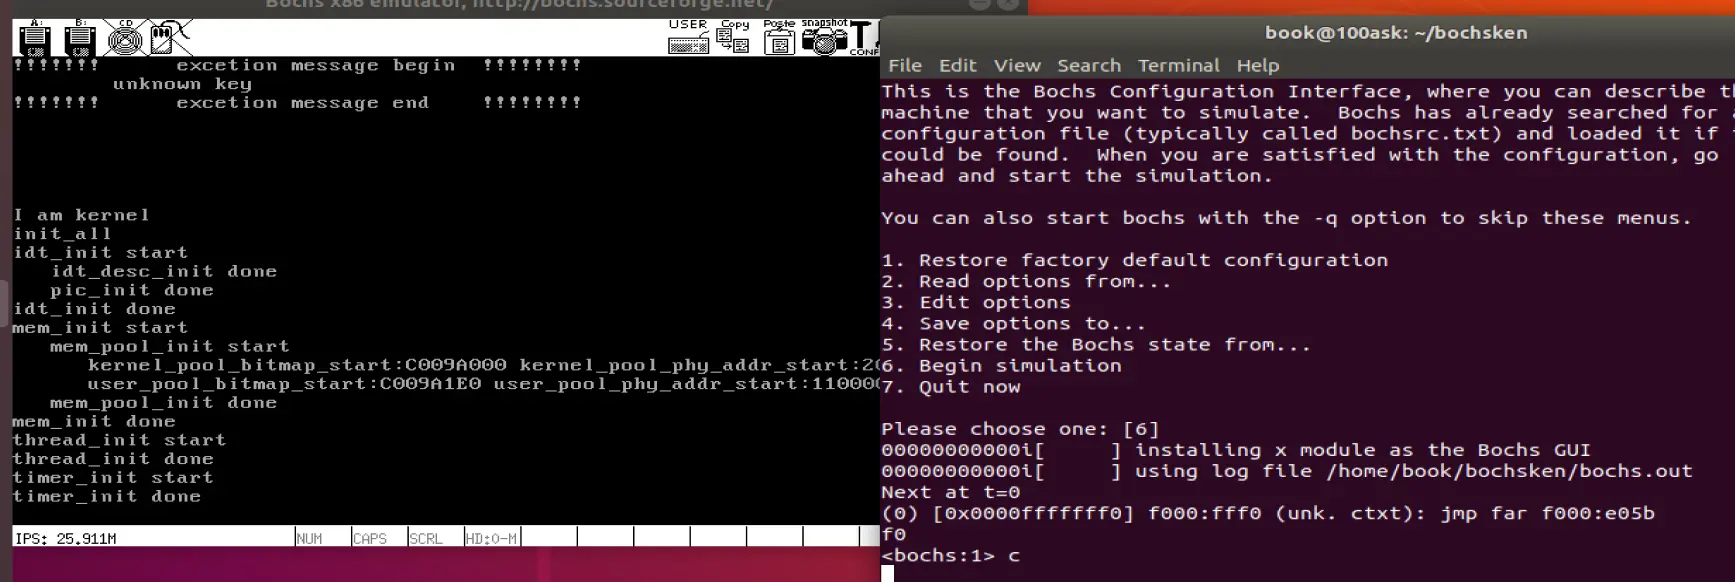 Bochs x86 emulator, http://bochs.sourceforge.net/
A: B: CD USER Copy Paste snapshot T
CONF
!!!!!!! excetion message begin !!!!!!!!
unknown key
!!!!!!! excetion message end !!!!!!!!
I am kernel
init_all
idt_init start
idt_desc_init done
pic_init done
idt_init done
mem_init start
mem_pool_init start
kernel_pool_bitmap_start:C009A000 kernel_pool_phy_addr_start:20
user_pool_bitmap_start:C009A1E0 user_pool_phy_addr_start:110000
mem_pool_init done
mem_init done
thread_init start
thread_init done
timer_init start
timer_init done
IPS: 25.911M NUM CAPS SCRL HD:0-M
book@100ask: ~/bochsken
File Edit View Search Terminal Help
This is the Bochs Configuration Interface, where you can describe th
machine that you want to simulate. Bochs has already searched for a
configuration file (typically called bochsrc.txt) and loaded it if
could be found. When you are satisfied with the configuration, go
ahead and start the simulation.
You can also start bochs with the -q option to skip these menus.
1. Restore factory default configuration
2. Read options from...
3. Edit options
4. Save options to...
5. Restore the Bochs state from...
6. Begin simulation
7. Quit now
Please choose one: [6]
00000000000i[ ] installing x module as the Bochs GUI
00000000000i[ ] using log file /home/book/bochsken/bochs.out
Next at t=0
(0) [0x0000fffffff0] f000:fff0 (unk. ctxt): jmp far f000:e05b
f0
<bochs:1> c